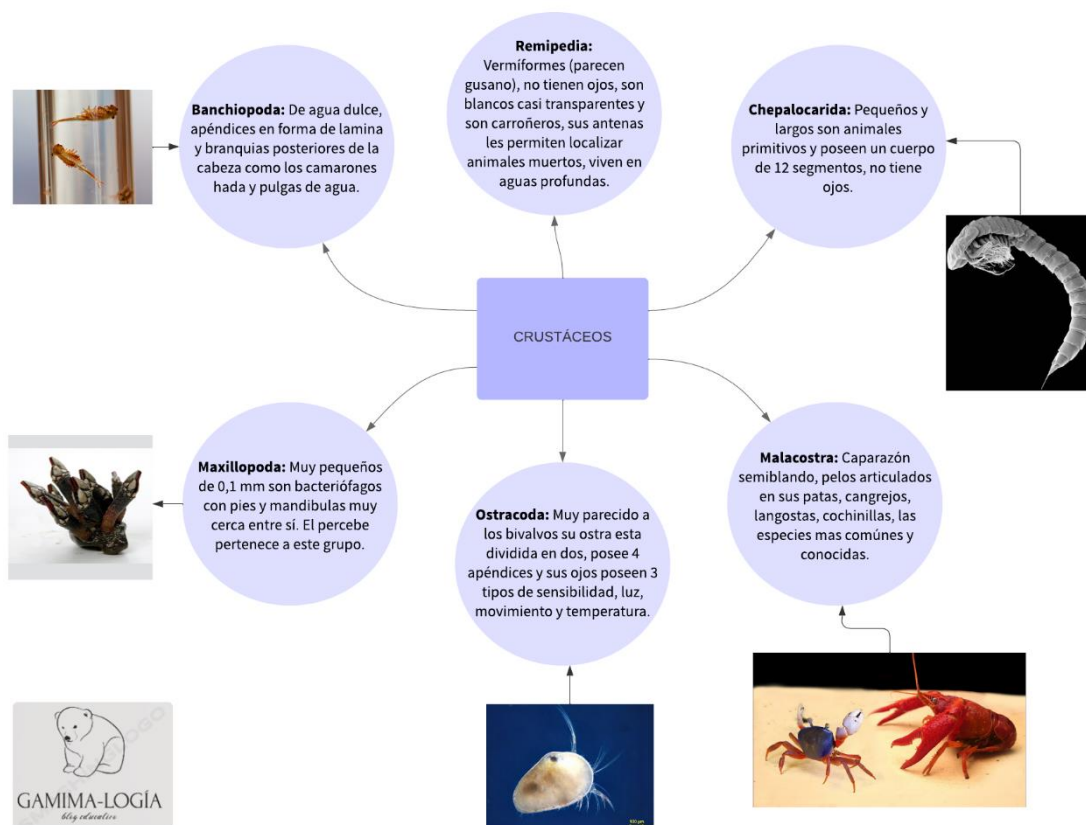 Remipedia:
Vermíformes (parecen
gusano), no tienen ojos, son
blancos casi transparentes y
son carroñeros, sus antenas
les permiten localizar
animales muertos, viven en
aguas profundas.
Banchiopoda: De agua dulce,
apéndices en forma de lamina
y branquias posteriores de la
cabeza como los camarones
hada y pulgas de agua.
Chepalocarida: Pequeños y
largos son animales
primitivos y poseen un cuerpo
de 12 segmentos, no tiene
ojos.
CRUSTÁCEOS
Maxillopoda: Muy pequeños
de 0,1 mm son bacteriófagos
con pies y mandibulas muy
cerca entre sí. El percebe
pertenece a este grupo.
Ostracoda: Muy parecido a
los bivalvos su ostra esta
dividida en dos, posee 4
apéndices y sus ojos poseen 3
tipos de sensibilidad, luz,
movimiento y temperatura.
Malacostra: Caparazón
semiblando, pelos articulados
en sus patas, cangrejos,
langostas, cochinillas, las
especies mas comúnes y
conocidas.
GAMIMA-LOGÍA
blog educativo